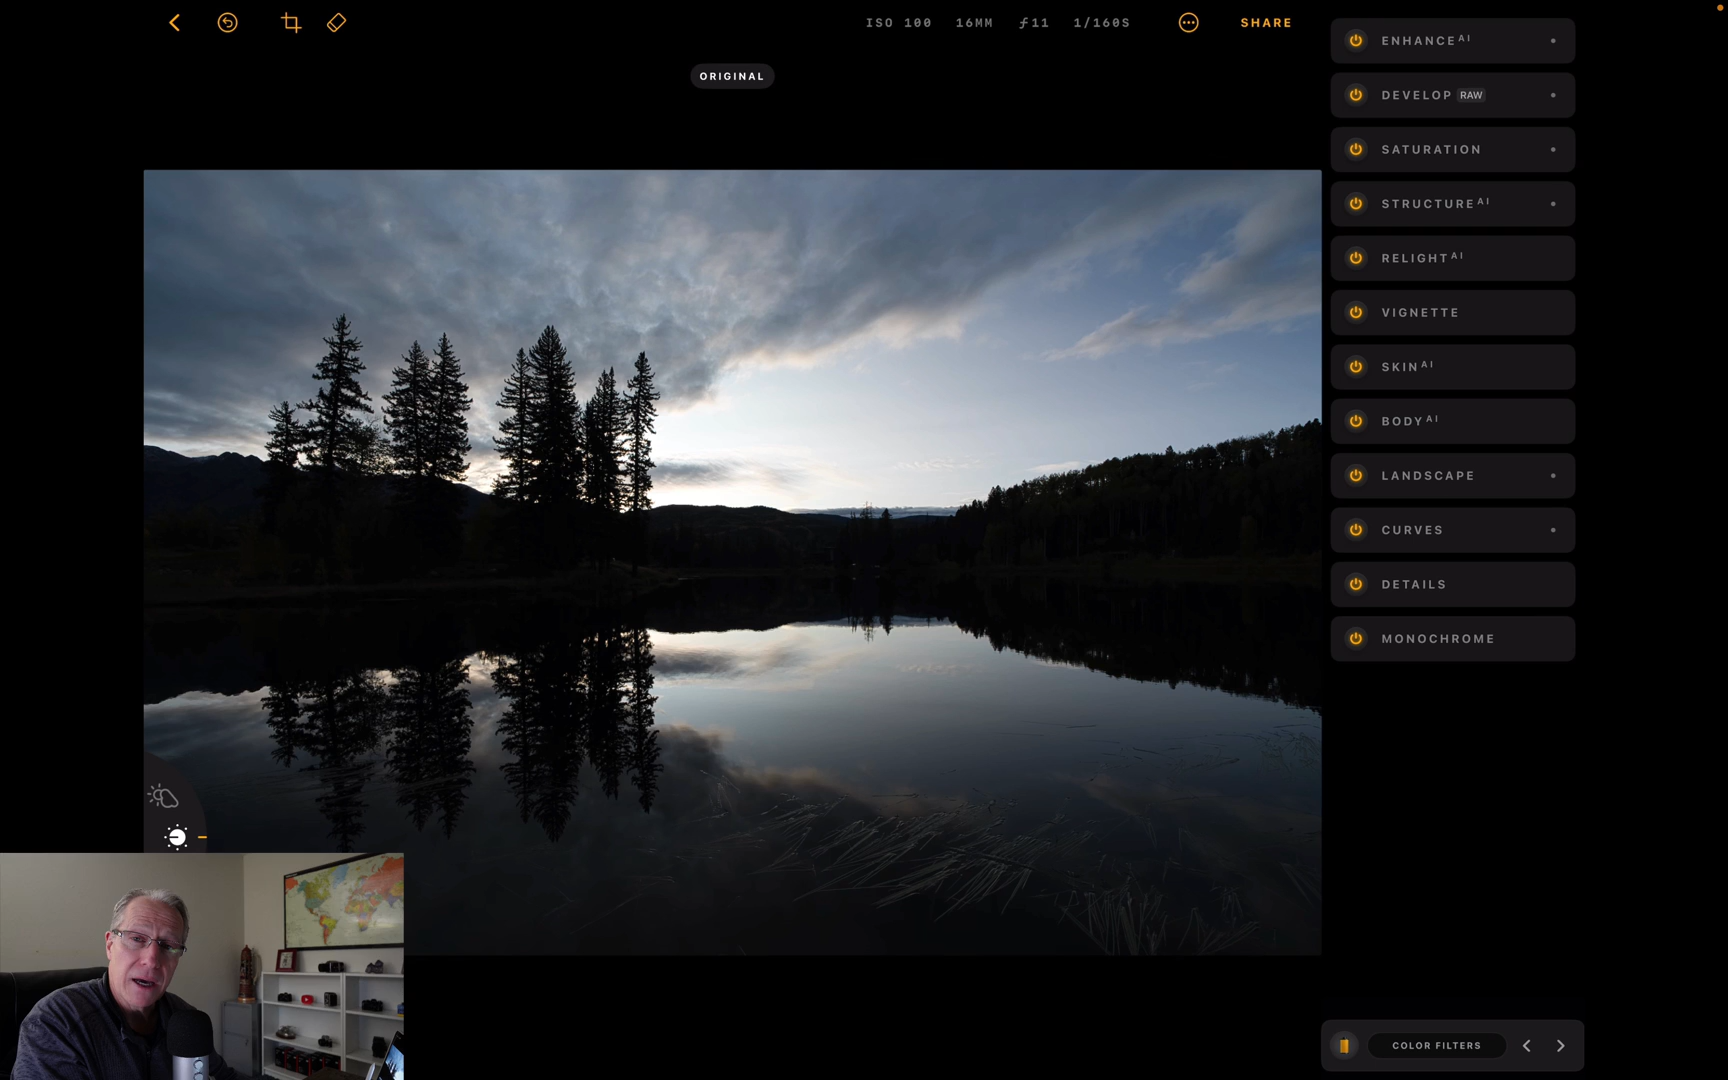 ISO 100 16MM ƒ11 1/160S SHARE
ORIGINAL
ENHANCE AI
DEVELOP RAW
SATURATION
STRUCTURE AI
RELIGHT AI
VIGNETTE
SKIN AI
BODY AI
LANDSCAPE
CURVES
DETAILS
MONOCHROME
COLOR FILTERS